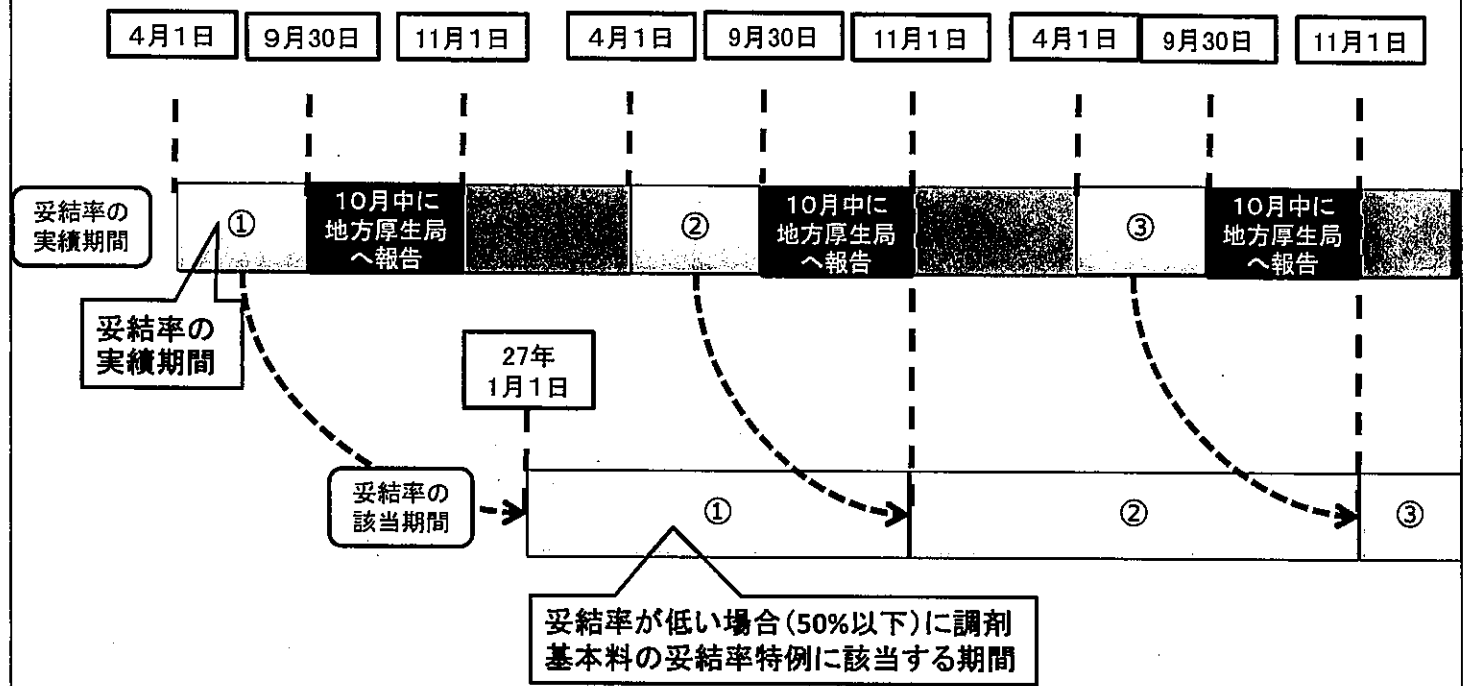 4月1日
9月30日
11月1日
4月1日
9月30日
11月1日
4月1日
9月30日
11月1日
妥結率の
実績期間
①
10月中に
地方厚生局
へ報告
②
10月中に
地方厚生局
へ報告
③
10月中に
地方厚生局
へ報告
妥結率の
実績期間
27年
1月1日
妥結率の
該当期間
①
②
③
妥結率が低い場合(50%以下)に調剤
基本料の妥結率特例に該当する期間